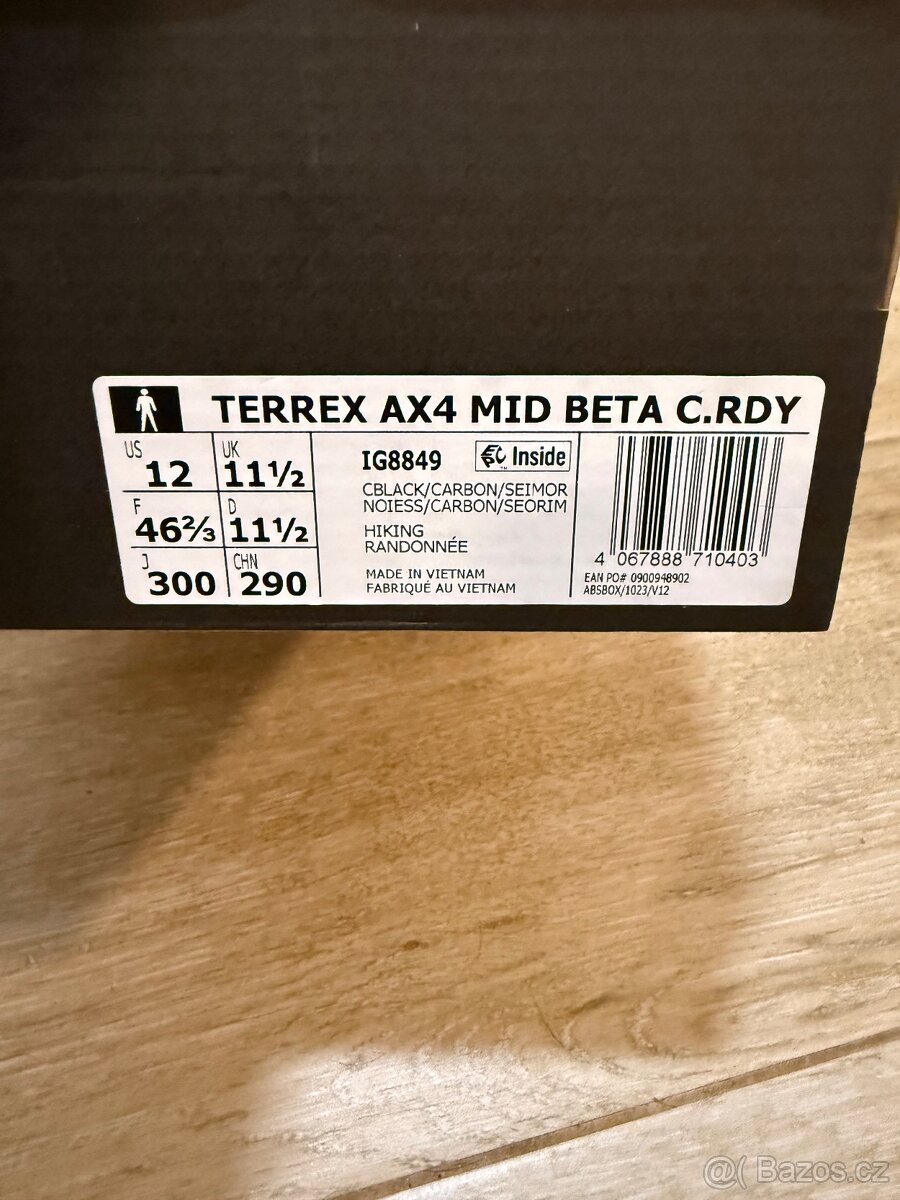 TERREX AX4 MID BETA C.RDY
US 12 UK 11½
F 46⅔ D 11½
J 300 CHN 290
IG8849 Inside
CBLACK/CARBON/SEIMOR
NOIESS/CARBON/SEORIM
HIKING
RANDONNÉE
MADE IN VIETNAM
FABRIQUÉ AU VIETNAM
4 067888 710403
EAN PO# 0900948902
ABSBOX/1023/V12
@( Bazos.cz